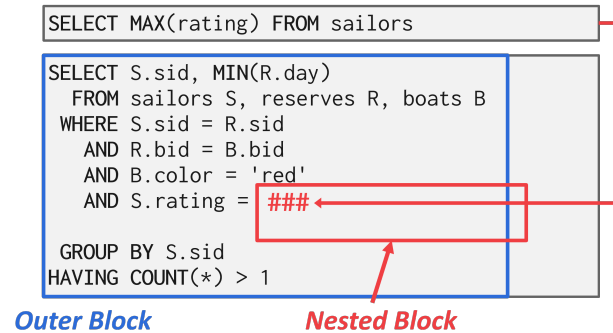 SELECT MAX(rating) FROM sailors
SELECT S.sid, MIN(R.day)
FROM sailors S, reserves R, boats B
WHERE S.sid = R.sid
AND R.bid = B.bid
AND B.color = 'red'
AND S.rating = ###
GROUP BY S.sid
HAVING COUNT(*) > 1
Outer Block
Nested Block